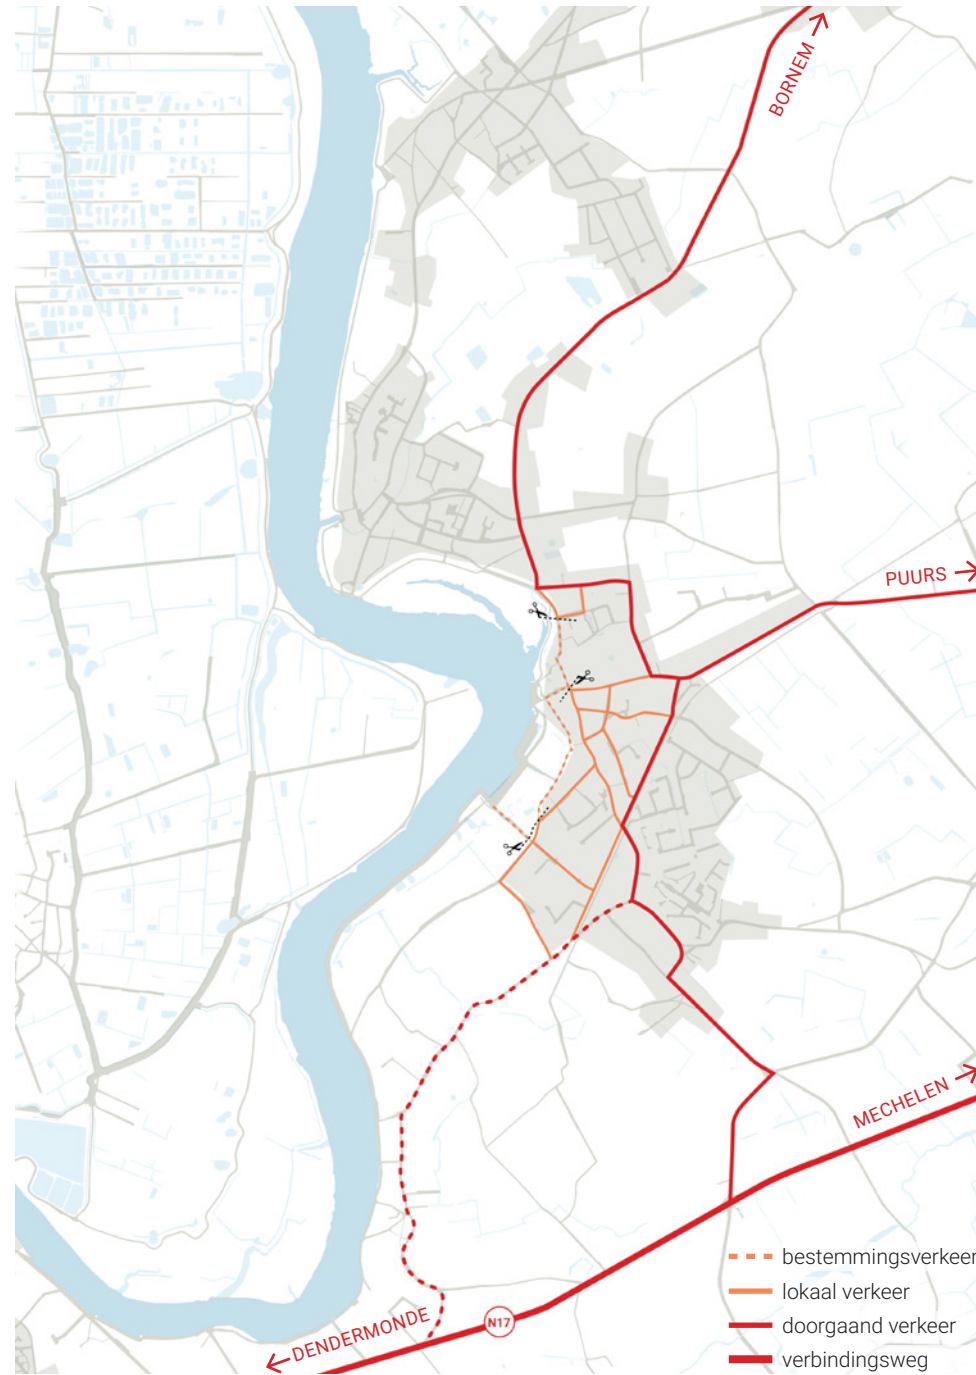 BORNEM
PUURS
MECHELEN
DENDERMONDE
N17
bestemmingsverkeer
lokaal verkeer
doorgaand verkeer
verbindingsweg